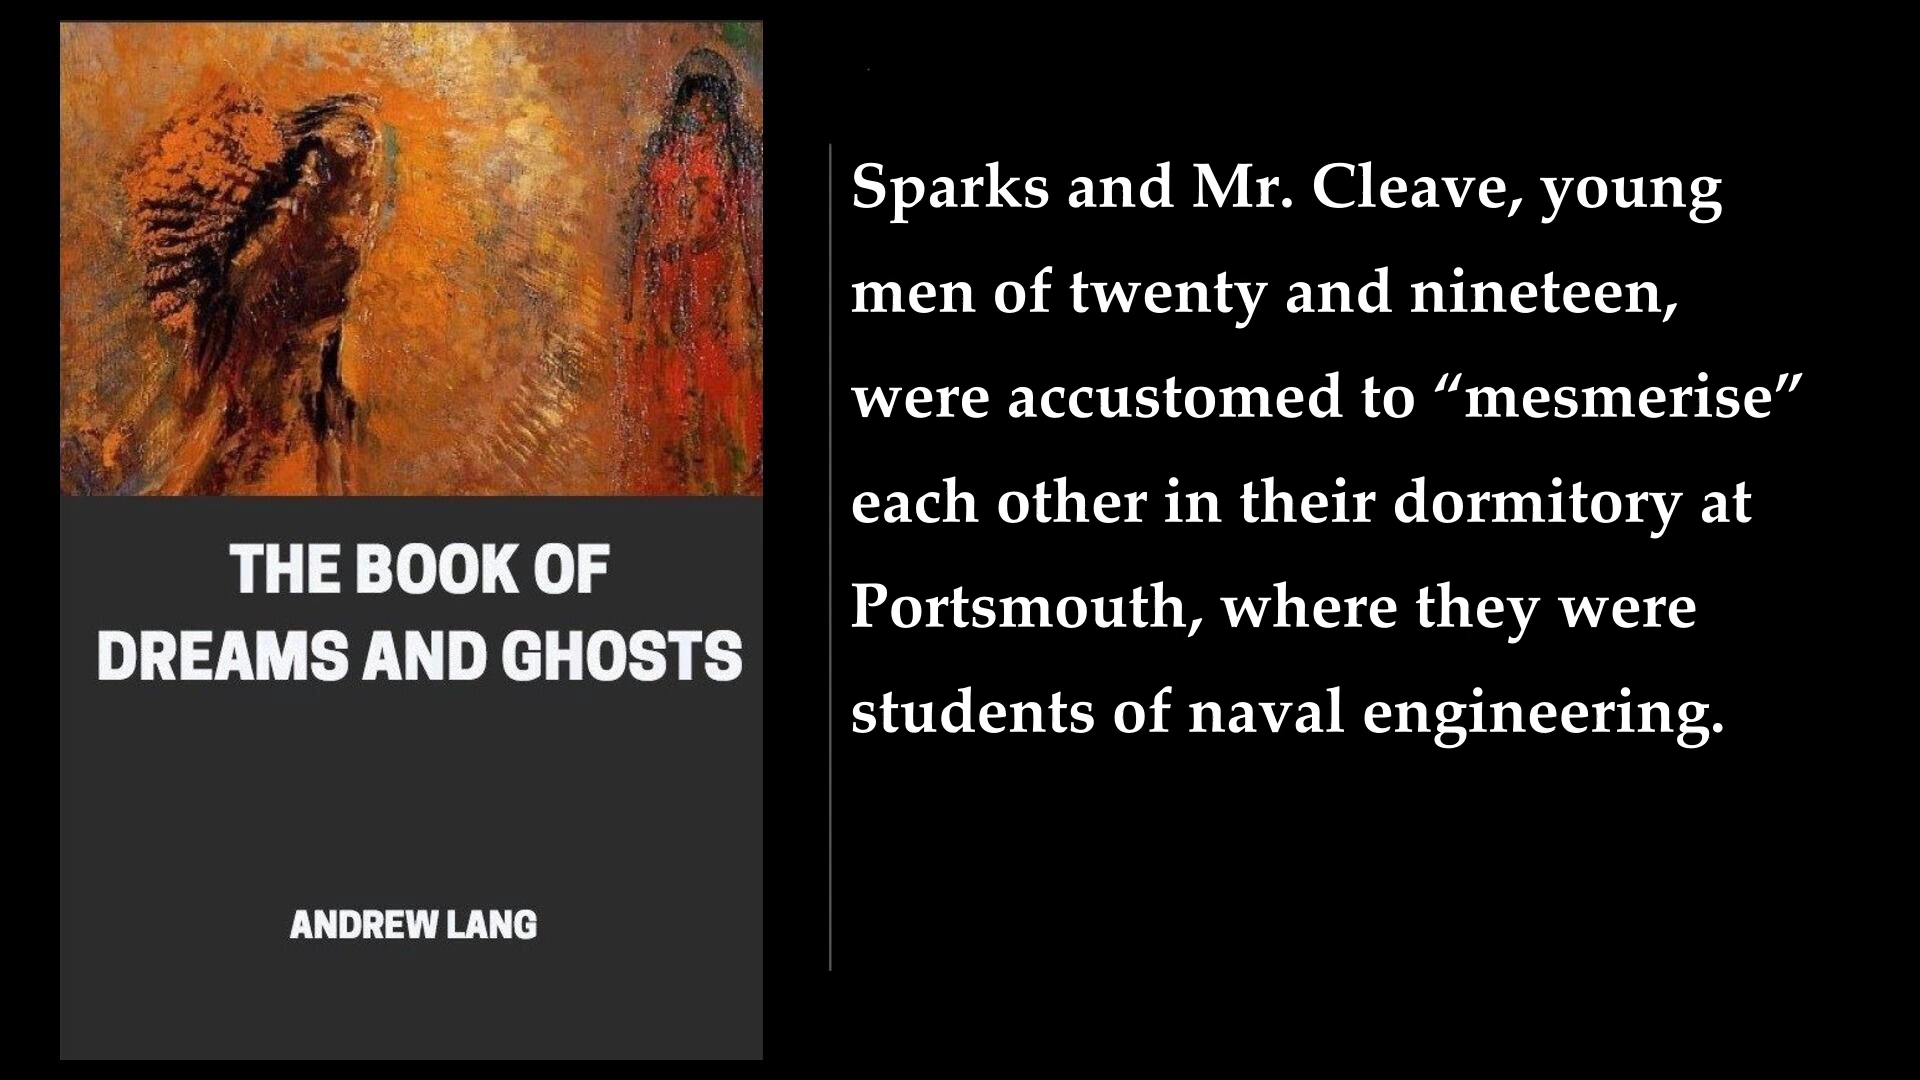 THE BOOK OF
DREAMS AND GHOSTS
ANDREW LANG
Sparks and Mr. Cleave, young
men of twenty and nineteen,
were accustomed to “mesmerise”
each other in their dormitory at
Portsmouth, where they were
students of naval engineering.